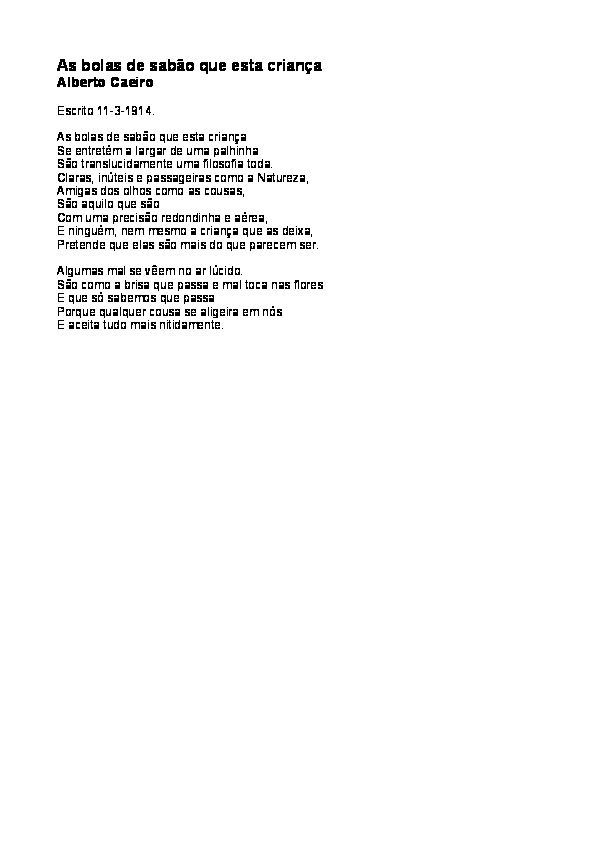 As bolas de sabão que esta criança
Alberto Caeiro
Escrito 11-3-1914.
As bolas de sabão que esta criança
Se entretém a largar de uma palhinha
São translucidamente uma filosofia toda.
Claras, inúteis e passageiras como a Natureza,
Amigas dos olhos como as cousas,
São aquilo que são
Com uma precisão redondinha e aérea,
E ninguém, nem mesmo a criança que as deixa,
Pretende que elas são mais do que parecem ser.
Algumas mal se vêem no ar lúcido.
São como a brisa que passa e mal toca nas flores
E que só sabemos que passa
Porque qualquer cousa se aligeira em nós
E aceita tudo mais nitidamente.